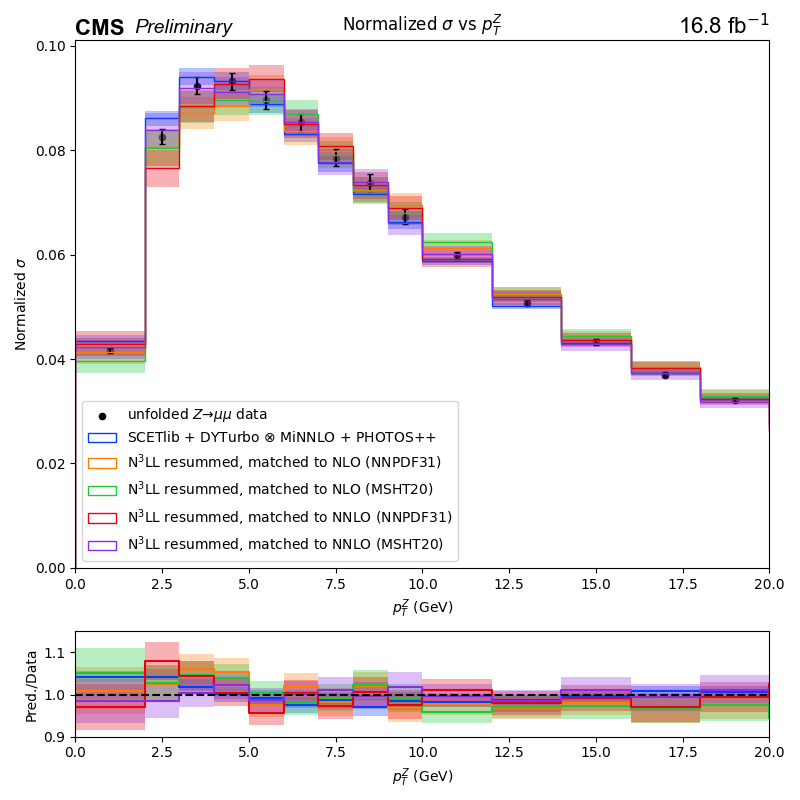 CMS Preliminary Normalized σ vs p_T^Z 16.8 fb⁻¹
0.10
0.08
0.06
0.04
0.02
0.00
Normalized σ
unfolded Z→μμ data
SCETlib + DYTurbo ⊗ MiNNLO + PHOTOS++
N³LL resummed, matched to NLO (NNPDF31)
N³LL resummed, matched to NLO (MSHT20)
N³LL resummed, matched to NNLO (NNPDF31)
N³LL resummed, matched to NNLO (MSHT20)
0.0 2.5 5.0 7.5 10.0 12.5 15.0 17.5 20.0
p_T^Z (GeV)
1.1
1.0
0.9
Pred./Data
0.0 2.5 5.0 7.5 10.0 12.5 15.0 17.5 20.0
p_T^Z (GeV)